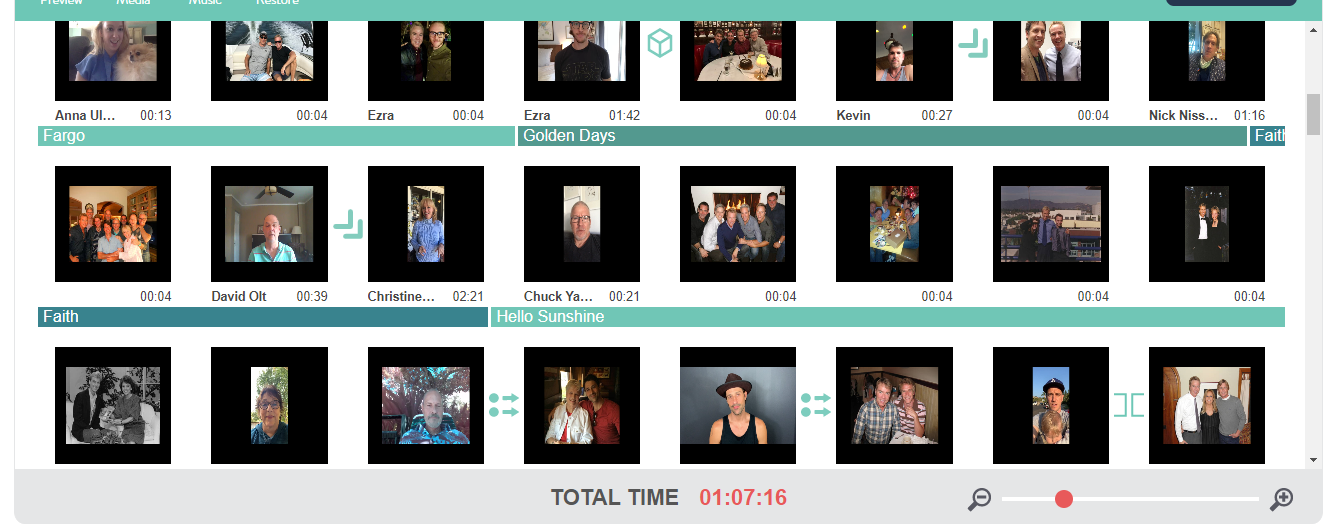 Preview Media Music Restore
Anna Ul... 00:13 00:04 Ezra 00:04 Ezra 01:42 00:04 Kevin 00:27 00:04 Nick Niss... 01:16
Fargo Golden Days Faith
00:04 David Olt 00:39 Christine... 02:21 Chuck Ya... 00:21 00:04 00:04 00:04 00:04
Faith Hello Sunshine
TOTAL TIME 01:07:16